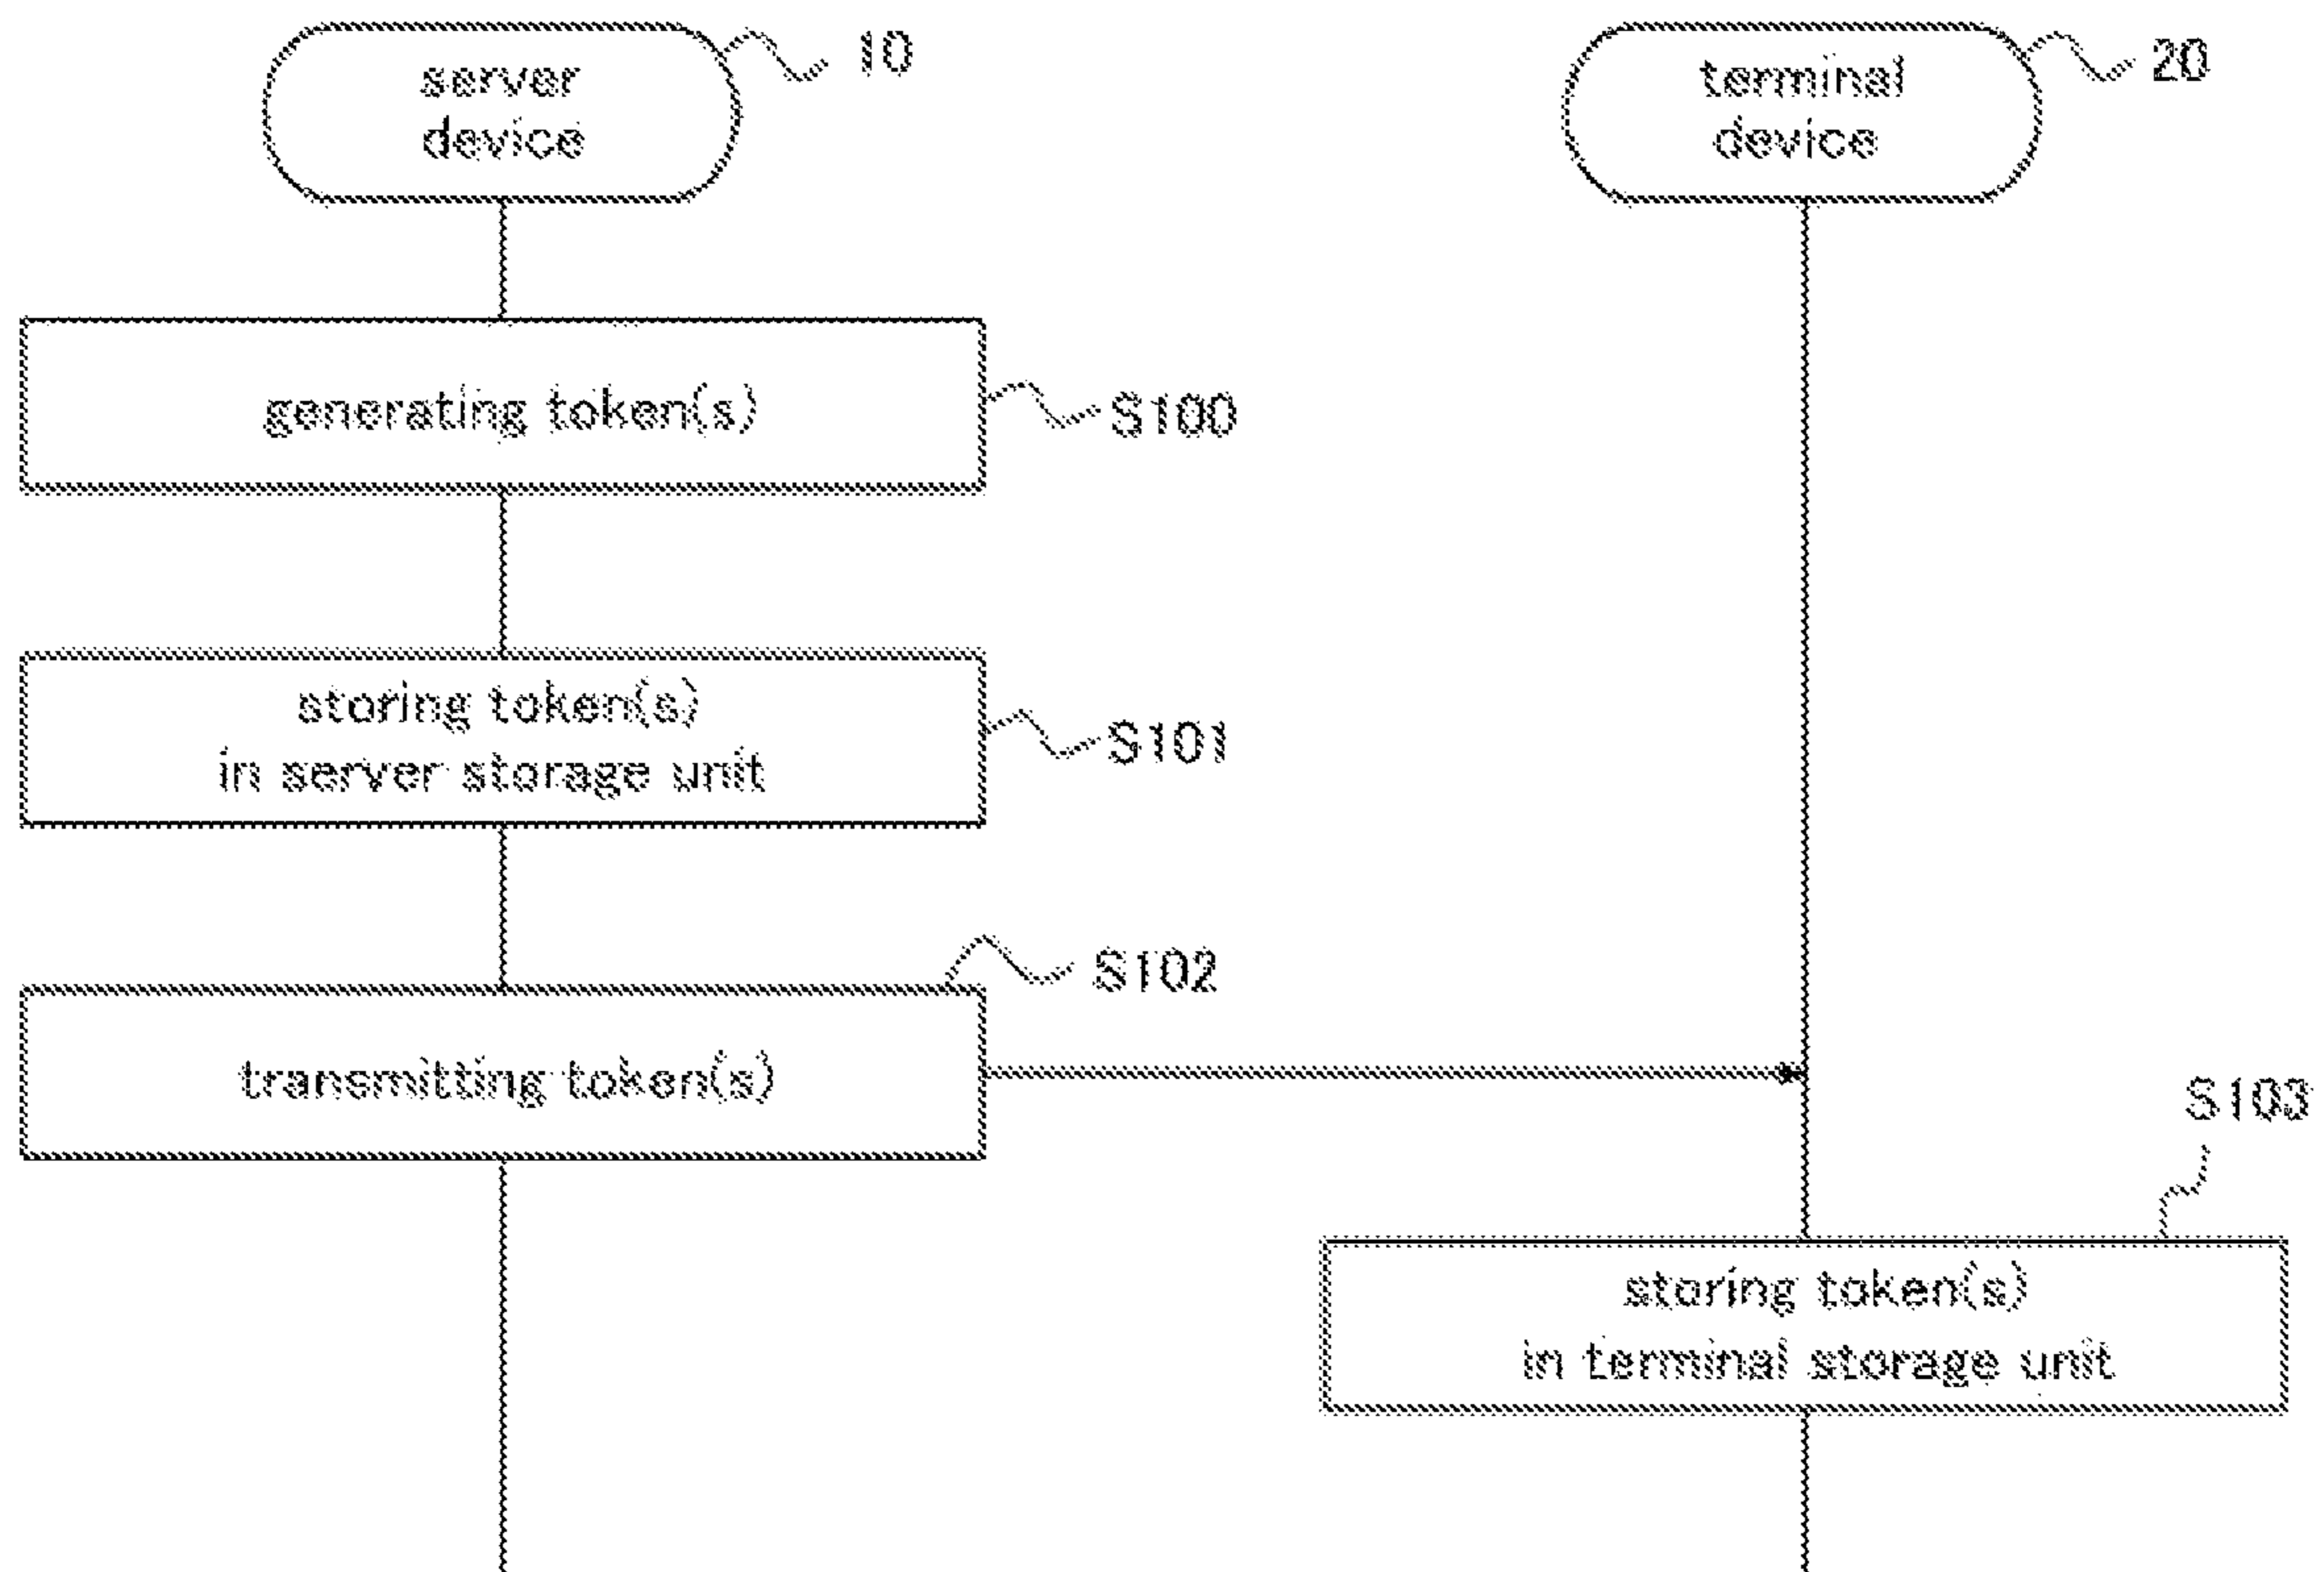 server
device
10
terminal
device
20
generating token(s)
S100
storing token(s)
in server storage unit
S101
S102
transmitting token(s)
S103
storing token(s)
in terminal storage unit